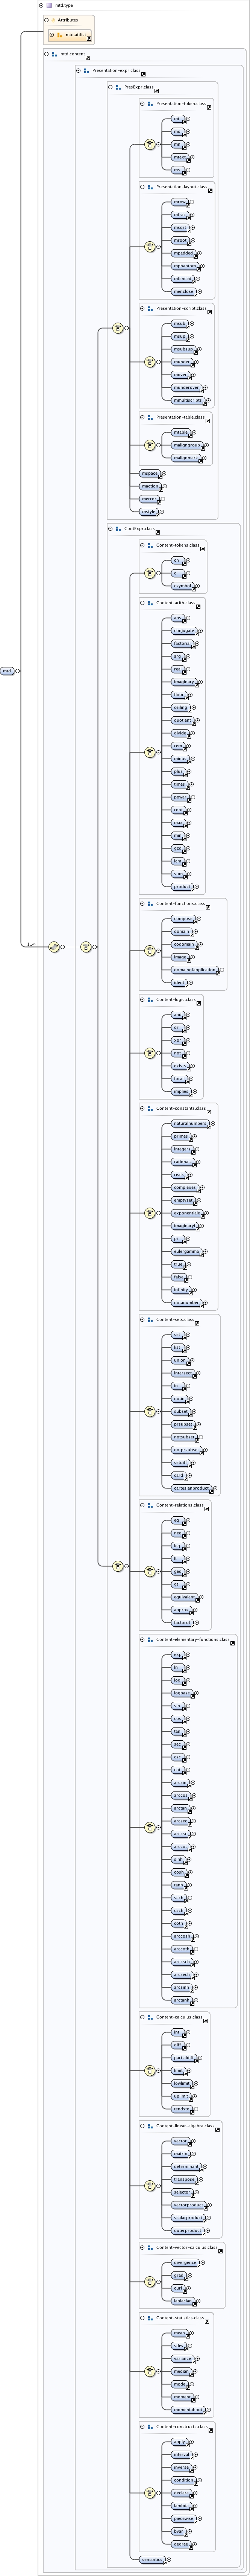 mtd.type
Attributes
mtd.attlist
mtd.content
Presentation-expr.class
PresExpr.class
Presentation-token.class
mi
mo
mn
mtext
ms
Presentation-layout.class
mrow
mfrac
msqrt
mroot
mpadded
mphantom
mfenced
menclose
Presentation-script.class
msub
msup
msubsup
munder
mover
munderover
mmultiscripts
Presentation-table.class
mtable
maligngroup
malignmark
mspace
maction
merror
mstyle
ContExpr.class
Content-tokens.class
cn
ci
csymbol
Content-arith.class
abs
conjugate
factorial
arg
real
mtd
imaginary
floor
ceiling
quotient
divide
rem
minus
plus
times
power
root
max
min
gcd
lcm
sum
product
Content-functions.class
compose
domain
codomain
1..∞
image
domainofapplication
ident
Content-logic.class
and
or
xor
not
exists
forall
implies
Content-constants.class
naturalnumbers
primes
integers
rationals
reals
complexes
emptyset
exponentiale
imaginaryi
pi
eulergamma
true
false
infinity
notanumber
Content-sets.class
set
list
union
intersect
in
notin
subset
prsubset
notsubset
notprsubset
setdiff
card
cartesianproduct
Content-relations.class
eq
neq
leq
lt
geq
gt
equivalent
approx
factorof
Content-elementary-functions.class
exp
ln
log
logbase
sin
cos
tan
sec
csc
cot
arcsin
arccos
arctan
arcsec
arccsc
arccot
sinh
cosh
tanh
sech
csch
coth
arccosh
arccoth
arccsch
arcsech
arcsinh
arctanh
Content-calculus.class
int
diff
partialdiff
limit
lowlimit
uplimit
tendsto
Content-linear-algebra.class
vector
matrix
determinant
transpose
selector
vectorproduct
scalarproduct
outerproduct
Content-vector-calculus.class
divergence
grad
curl
laplacian
Content-statistics.class
mean
sdev
variance
median
mode
moment
momentabout
Content-constructs.class
apply
interval
inverse
condition
declare
lambda
piecewise
bvar
degree
semantics